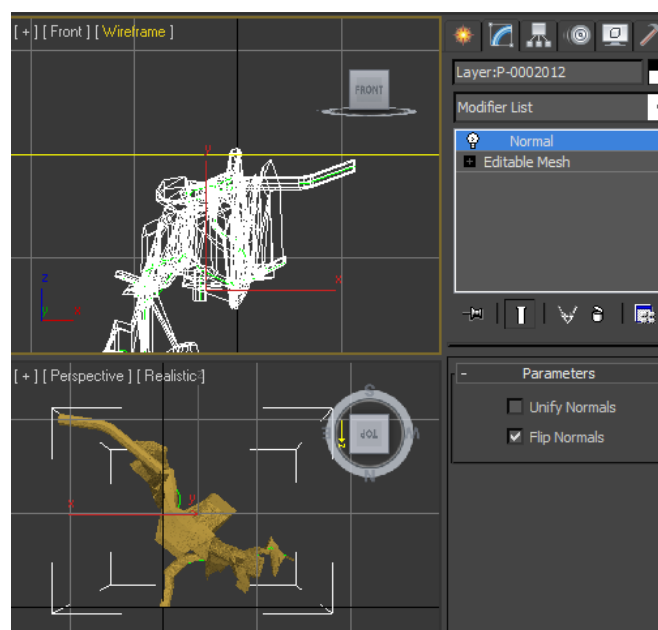 [ + ] [ Front ] [ Wireframe ]
FRONT
y
x
z
y
x
Layer:P-0002012
Modifier List
Normal
Editable Mesh
[ + ] [ Perspective ] [ Realistic ]
S
W
N
TOP
z
x
y
- Parameters
Unify Normals
Flip Normals